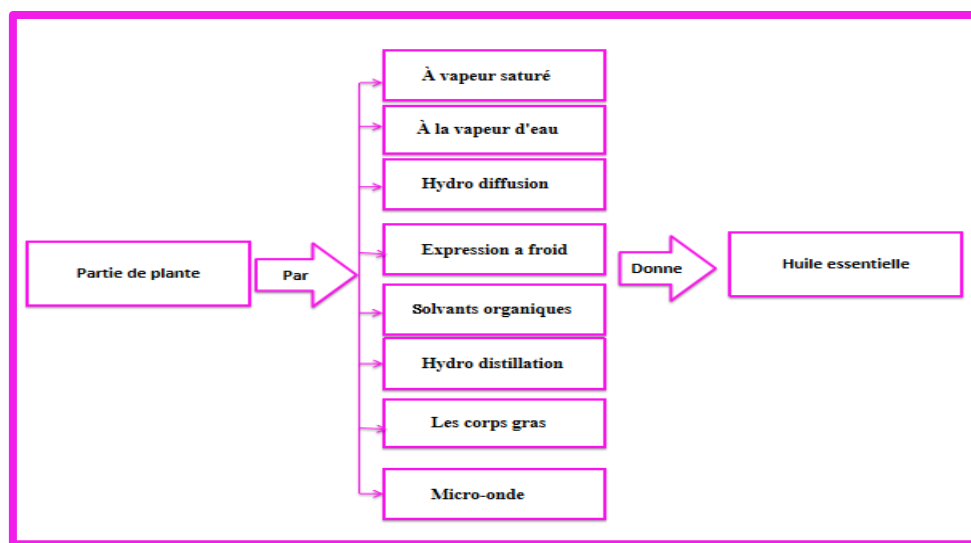 Partie de plante
Par
À vapeur saturé
À la vapeur d'eau
Hydro diffusion
Expression a froid
Solvants organiques
Hydro distillation
Les corps gras
Micro-onde
Donne
Huile essentielle